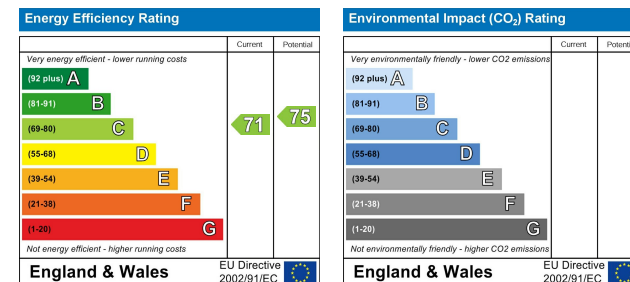 Energy Efficiency Rating
Current Potential
Very energy efficient - lower running costs
(92 plus) A
(81-91) B
(69-80) C
71 75
(55-68) D
(39-54) E
(21-38) F
(1-20) G
Not energy efficient - higher running costs
England & Wales
EU Directive
2002/91/EC
Environmental Impact (CO₂) Rating
Current Potenti
Very environmentally friendly - lower CO2 emissions
(92 plus) A
(81-91) B
(69-80) C
(55-68) D
(39-54) E
(21-38) F
(1-20) G
Not environmentally friendly - higher CO2 emissions
England & Wales
EU Directive
2002/91/EC